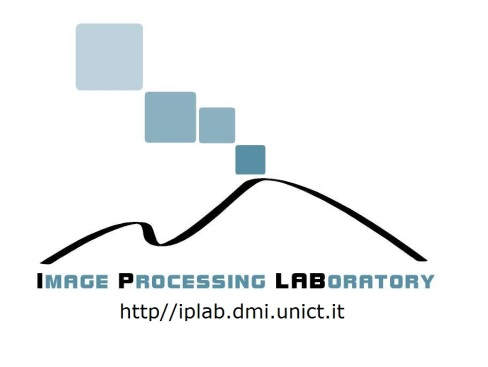 IMAGE PROCESSING LABORATORY
http//iplab.dmi.unict.it